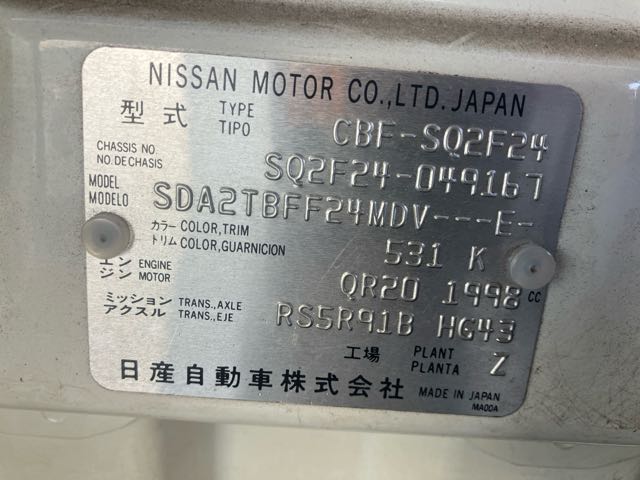 NISSAN MOTOR CO.,LTD. JAPAN
型式 TYPE TIPO CBF-SQ2F24
CHASSIS NO. NO. DE CHASIS SQ2F24-049167
MODEL MODELO SDA2TBFF24MDV---E-
カラー COLOR, TRIM
トリム COLOR, GUARNICION 531 K
エンジン ENGINE MOTOR QR20 1998 CC
ミッション TRANS., AXLE
アクスル TRANS., EJE RS5R91B HG43
工場 PLANT PLANTA Z
日産自動車株式会社 MADE IN JAPAN
MA00A